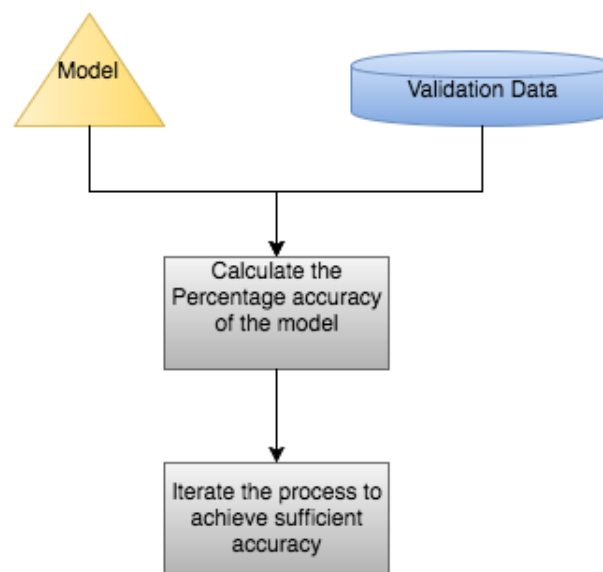 Model
Validation Data
Calculate the
Percentage accuracy
of the model
Iterate the process to
achieve sufficient
accuracy